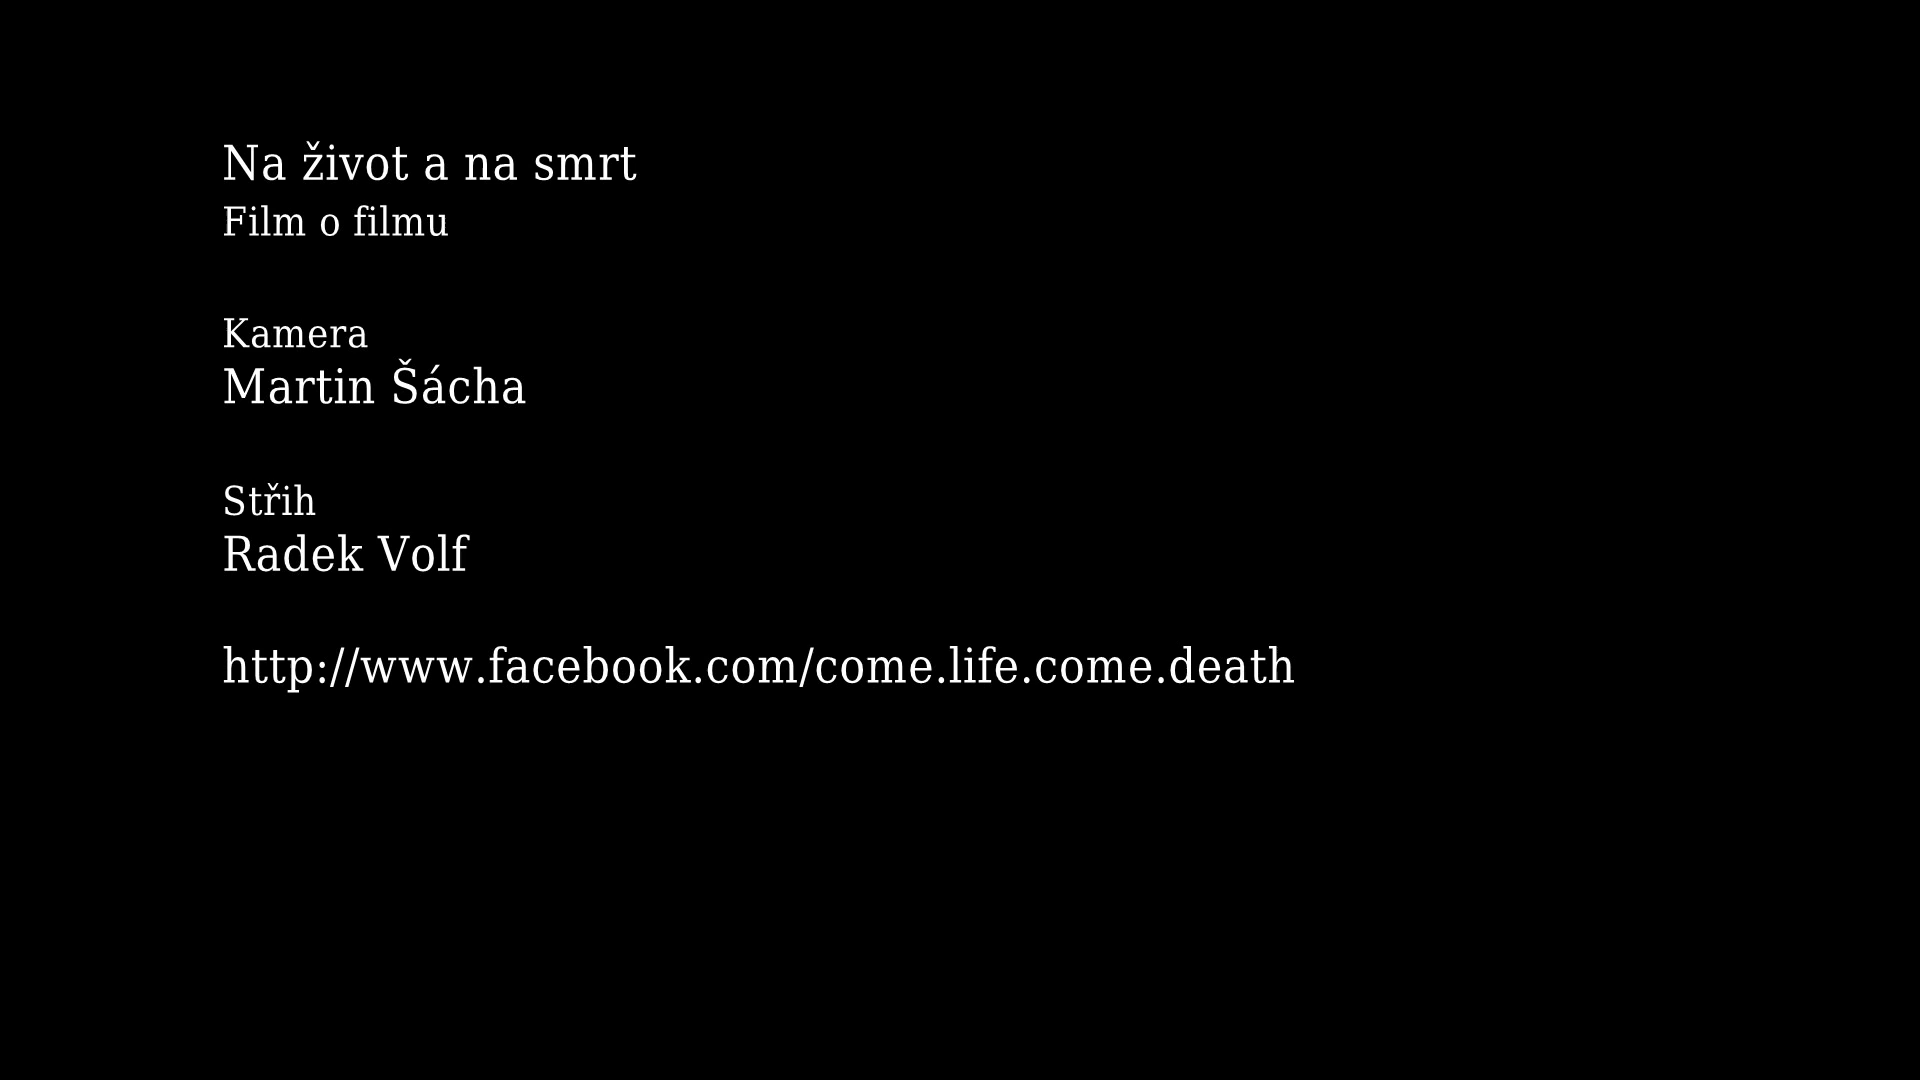 Na život a na smrt
Film o filmu
Kamera
Martin Šácha
Střih
Radek Volf
http://www.facebook.com/come.life.come.death